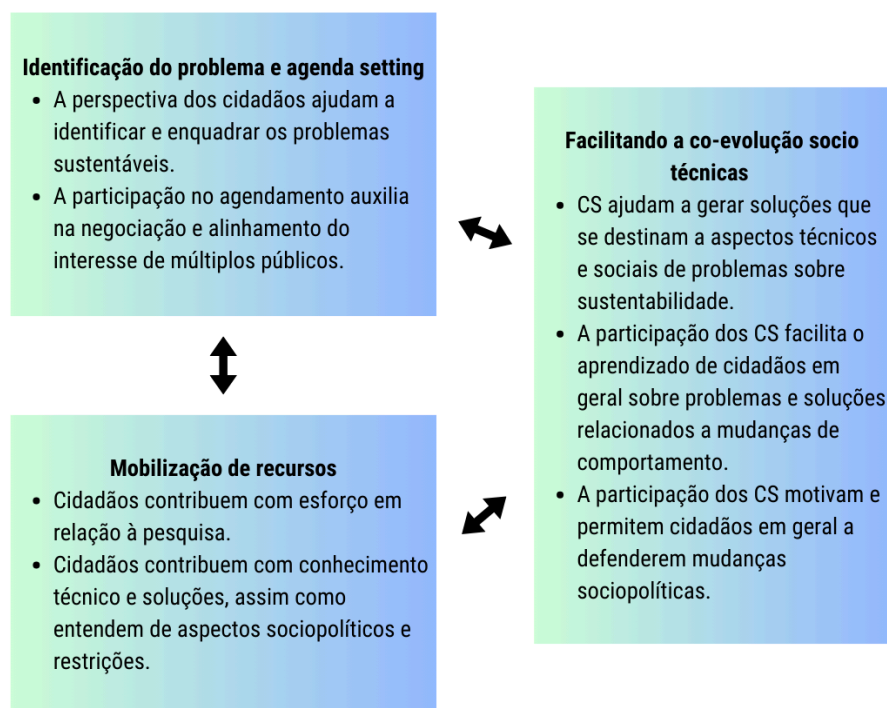 Identificação do problema e agenda setting
• A perspectiva dos cidadãos ajudam a
identificar e enquadrar os problemas
sustentáveis.
• A participação no agendamento auxilia
na negociação e alinhamento do
interesse de múltiplos públicos.
Mobilização de recursos
• Cidadãos contribuem com esforço em
relação à pesquisa.
• Cidadãos contribuem com conhecimento
técnico e soluções, assim como
entendem de aspectos sociopolíticos e
restrições.
Facilitando a co-evolução socio
técnicas
• CS ajudam a gerar soluções que
se destinam a aspectos técnicos
e sociais de problemas sobre
sustentabilidade.
• A participação dos CS facilita o
aprendizado de cidadãos em
geral sobre problemas e soluções
relacionados a mudanças de
comportamento.
• A participação dos CS motivam e
permitem cidadãos em geral a
defenderem mudanças
sociopolíticas.